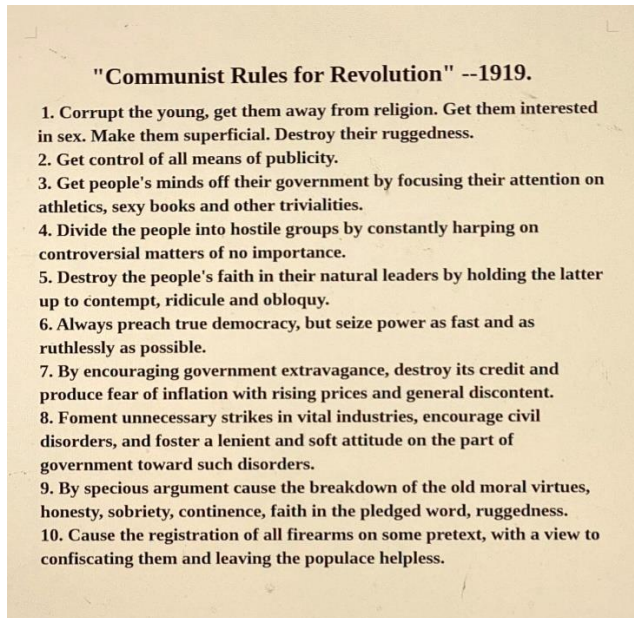 "Communist Rules for Revolution" --1919.
1. Corrupt the young, get them away from religion. Get them interested
in sex. Make them superficial. Destroy their ruggedness.
2. Get control of all means of publicity.
3. Get people's minds off their government by focusing their attention on
athletics, sexy books and other trivialities.
4. Divide the people into hostile groups by constantly harping on
controversial matters of no importance.
5. Destroy the people's faith in their natural leaders by holding the latter
up to contempt, ridicule and obloquy.
6. Always preach true democracy, but seize power as fast and as
ruthlessly as possible.
7. By encouraging government extravagance, destroy its credit and
produce fear of inflation with rising prices and general discontent.
8. Foment unnecessary strikes in vital industries, encourage civil
disorders, and foster a lenient and soft attitude on the part of
government toward such disorders.
9. By specious argument cause the breakdown of the old moral virtues,
honesty, sobriety, continence, faith in the pledged word, ruggedness.
10. Cause the registration of all firearms on some pretext, with a view to
confiscating them and leaving the populace helpless.